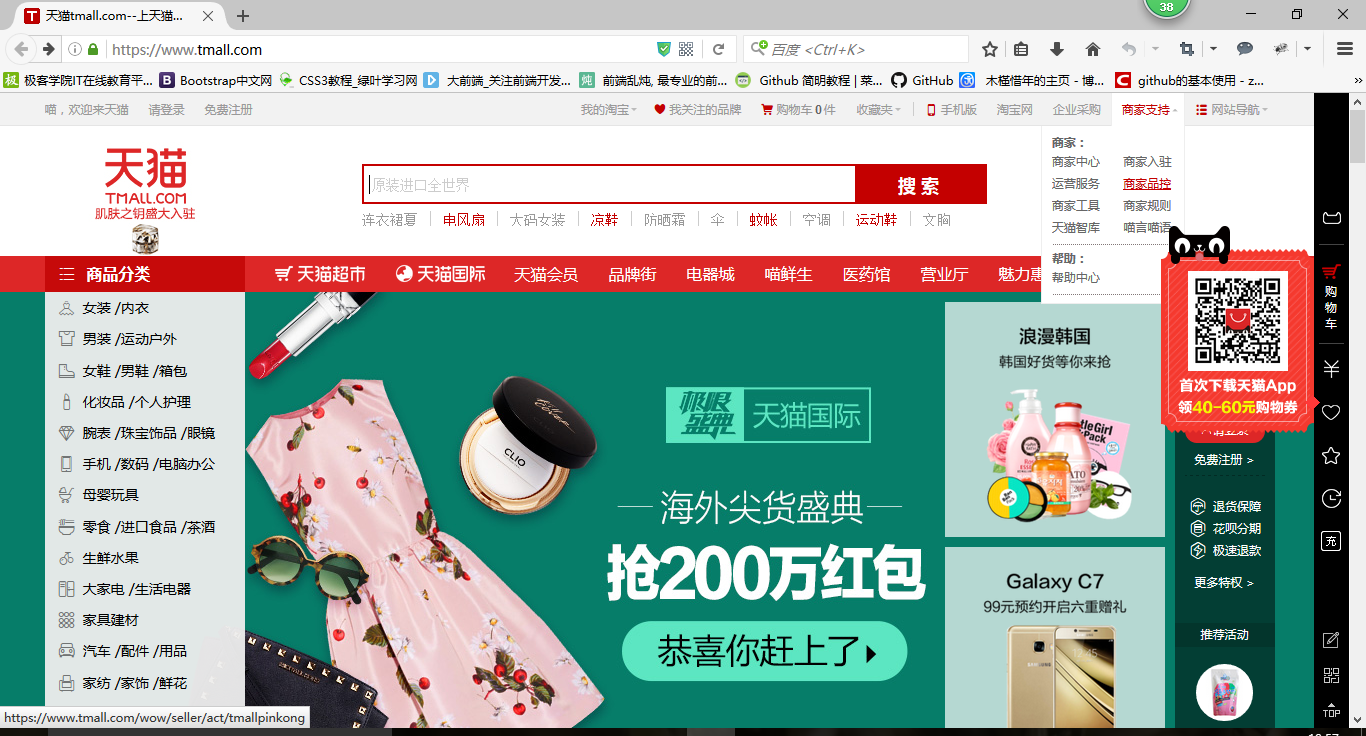 天猫tmall.com--上天猫...
38
https://www.tmall.com
百度 <Ctrl+K>
极客学院IT在线教育平...
Bootstrap中文网
CSS3教程_绿叶学习网
大前端_关注前端开发...
前端乱炖, 最专业的前...
Github 简明教程 | 菜...
GitHub
木槿惜年的主页 - 博...
github的基本使用 - z...
喵，欢迎来天猫
请登录
免费注册
我的淘宝
我关注的品牌
购物车0件
收藏夹
手机版
淘宝网
企业采购
商家支持
网站导航
天猫
TMALL.COM
肌肤之钥盛大入驻
原装进口全世界
搜 索
连衣裙夏
电风扇
大码女装
凉鞋
防晒霜
伞
蚊帐
空调
运动鞋
文胸
商家：
商家中心 商家入驻
运营服务 商家品控
商家工具 商家规则
天猫智库 喵言喵语
帮助：
帮助中心
商品分类
天猫超市
天猫国际
天猫会员
品牌街
电器城
喵鲜生
医药馆
营业厅
魅力惠
女装 /内衣
男装 /运动户外
女鞋 /男鞋 /箱包
化妆品 /个人护理
腕表 /珠宝饰品 /眼镜
手机 /数码 /电脑办公
母婴玩具
零食 /进口食品 /茶酒
生鲜水果
大家电 /生活电器
家具建材
汽车 /配件 /用品
家纺 /家饰 /鲜花
CLIO
极限
盛典
天猫国际
海外尖货盛典
抢200万红包
恭喜你赶上了
浪漫韩国
韩国好货等你来抢
Galaxy C7
99元预约开启六重赠礼
首次下载天猫App
领40-60元购物券
免费注册 >
退货保障
花呗分期
极速退款
更多特权 >
推荐活动
购物车
充
TOP
https://www.tmall.com/wow/seller/act/tmallpinkong